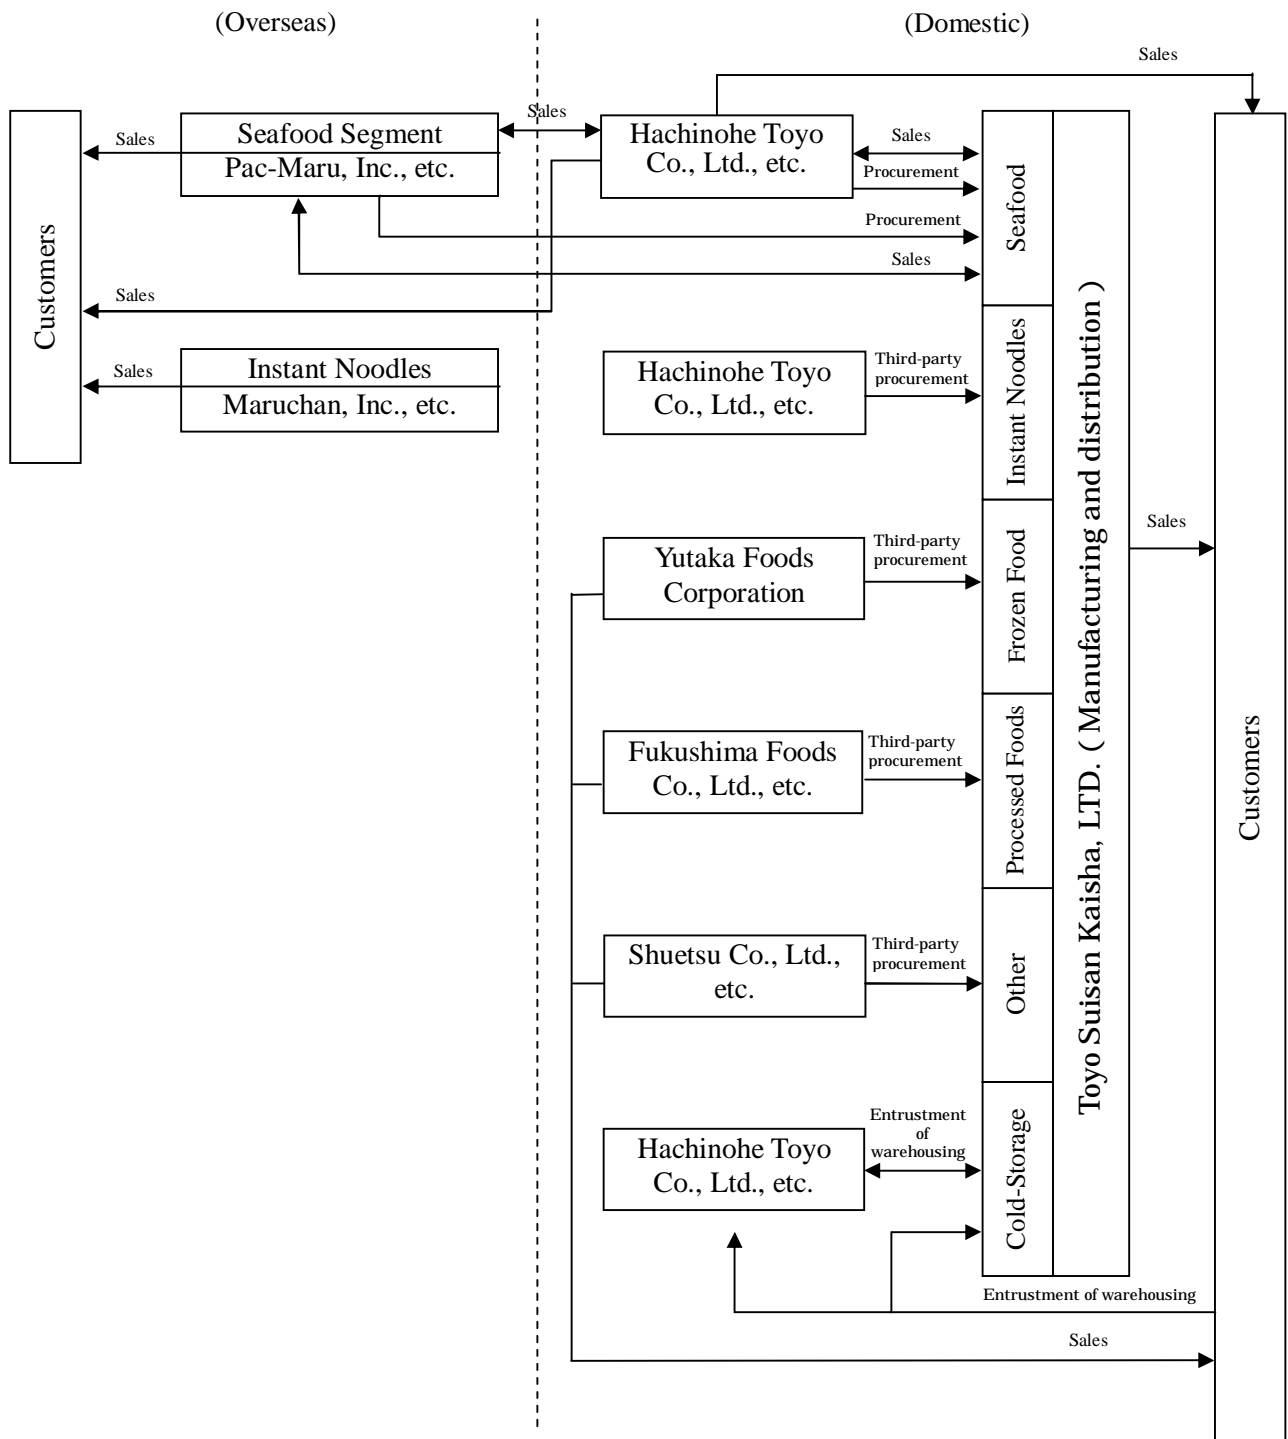 (Overseas)
(Domestic)
Sales
Customers
Sales
Seafood Segment
Pac-Maru, Inc., etc.
Sales
Hachinohe Toyo
Co., Ltd., etc.
Sales
Procurement
Procurement
Sales
Sales
Sales
Instant Noodles
Maruchan, Inc., etc.
Hachinohe Toyo
Co., Ltd., etc.
Third-party
procurement
Yutaka Foods
Corporation
Third-party
procurement
Fukushima Foods
Co., Ltd., etc.
Third-party
procurement
Shuetsu Co., Ltd.,
etc.
Third-party
procurement
Hachinohe Toyo
Co., Ltd., etc.
Entrustment
of
warehousing
Seafood
Instant Noodles
Frozen Food
Processed Foods
Other
Cold-Storage
Toyo Suisan Kaisha, LTD. ( Manufacturing and distribution )
Sales
Customers
Entrustment of warehousing
Sales